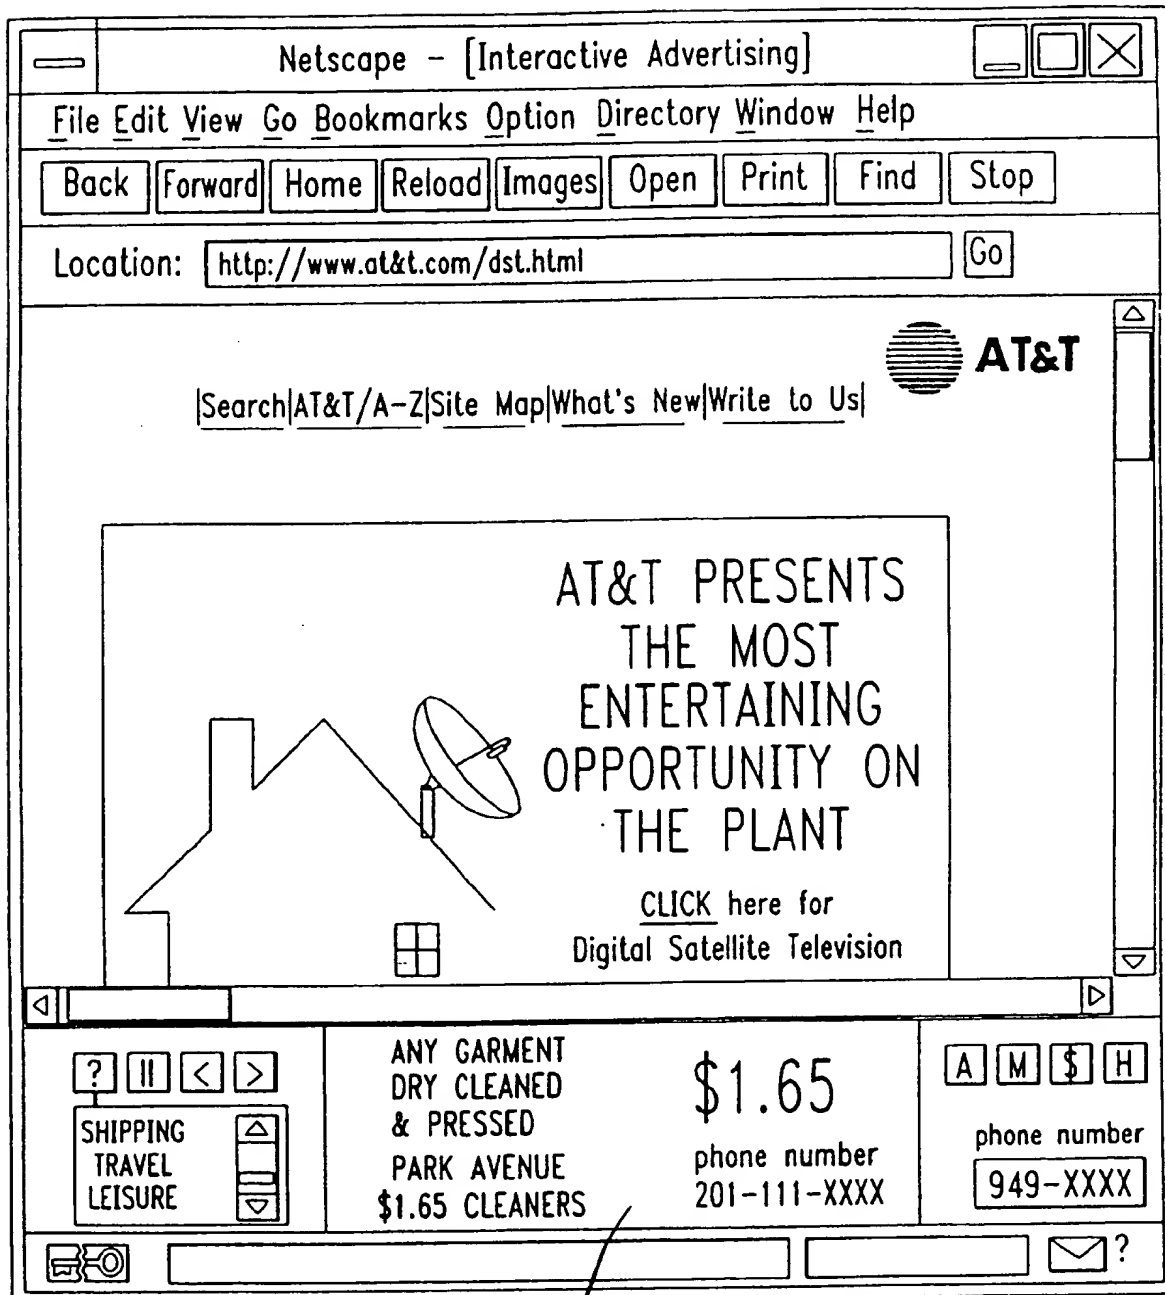 Netscape - [Interactive Advertising]
File Edit View Go Bookmarks Option Directory Window Help
Back Forward Home Reload Images Open Print Find Stop
Location: http://www.at&t.com/dst.html Go
AT&T
|Search|AT&T/A-Z|Site Map|What's New|Write to Us|
AT&T PRESENTS
THE MOST
ENTERTAINING
OPPORTUNITY ON
THE PLANT
CLICK here for
Digital Satellite Television
? || < >
SHIPPING
TRAVEL
LEISURE
ANY GARMENT
DRY CLEANED
& PRESSED
PARK AVENUE
$1.65 CLEANERS
$1.65
phone number
201-111-XXXX
A M $ H
phone number
949-XXXX
?